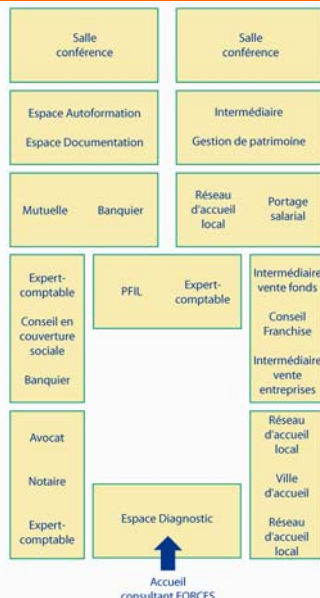 Salle
conférence
Salle
conférence
Espace Autoformation
Espace Documentation
Intermédiaire
Gestion de patrimoine
Mutuelle Banquier
Réseau
d'accueil
local
Portage
salarial
Expert-
comptable
Conseil en
couverture
sociale
Banquier
PFIL
Expert-
comptable
Intermédiaire
vente fonds
Conseil
Franchise
Intermédiaire
vente
entreprises
Avocat
Notaire
Expert-
comptable
Espace Diagnostic
Réseau
d'accueil
local
Ville
d'accueil
Réseau
d'accueil
local
Accueil
consultant FORCES